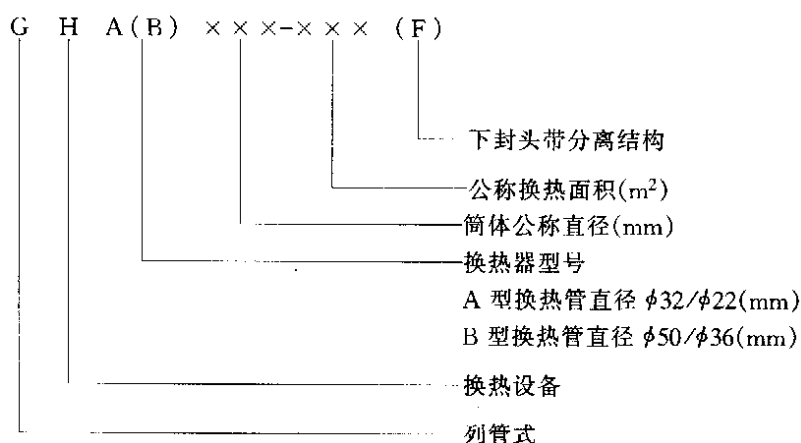 G H A(B) ×××-××× (F)
下封头带分离结构
公称换热面积(m²)
筒体公称直径(mm)
换热器型号
A 型换热管直径 ϕ32/ϕ22(mm)
B 型换热管直径 ϕ50/ϕ36(mm)
换热设备
列管式